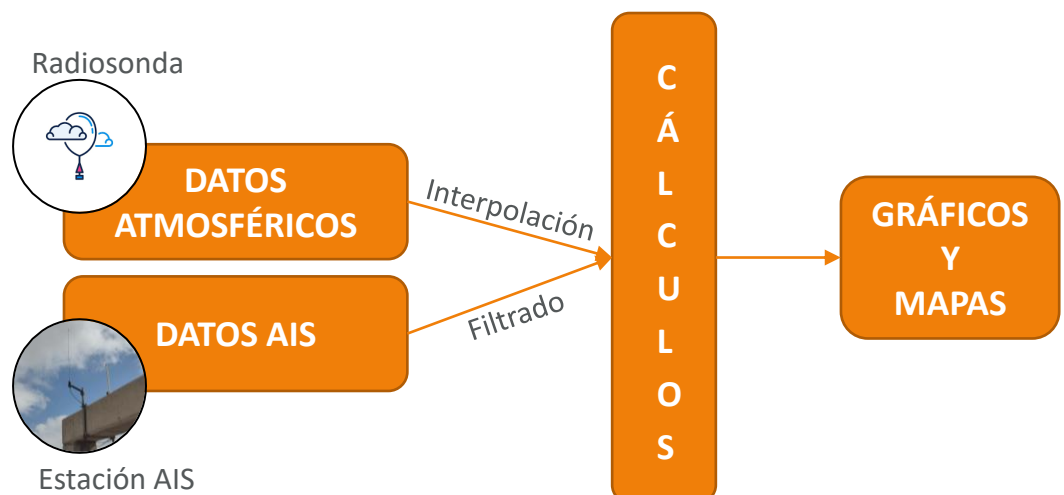 Radiosonda
DATOS
ATMOSFÉRICOS
Interpolación
DATOS AIS
Filtrado
Estación AIS
C
Á
L
C
U
L
O
S
GRÁFICOS
Y
MAPAS